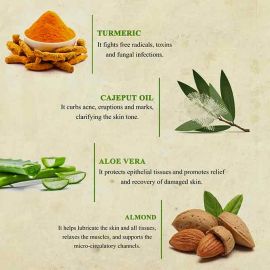 TURMERIC
It fights free radicals, toxins
and fungal infections.
CAJEPUT OIL
It curbs acne, eruptions and marks,
clarifying the skin tone.
ALOE VERA
It protects epithelial tissues and promotes relief
and recovery of damaged skin.
ALMOND
It helps lubricate the skin and all tissues,
relaxes the muscles, and supports the
micro-circulatory channels.